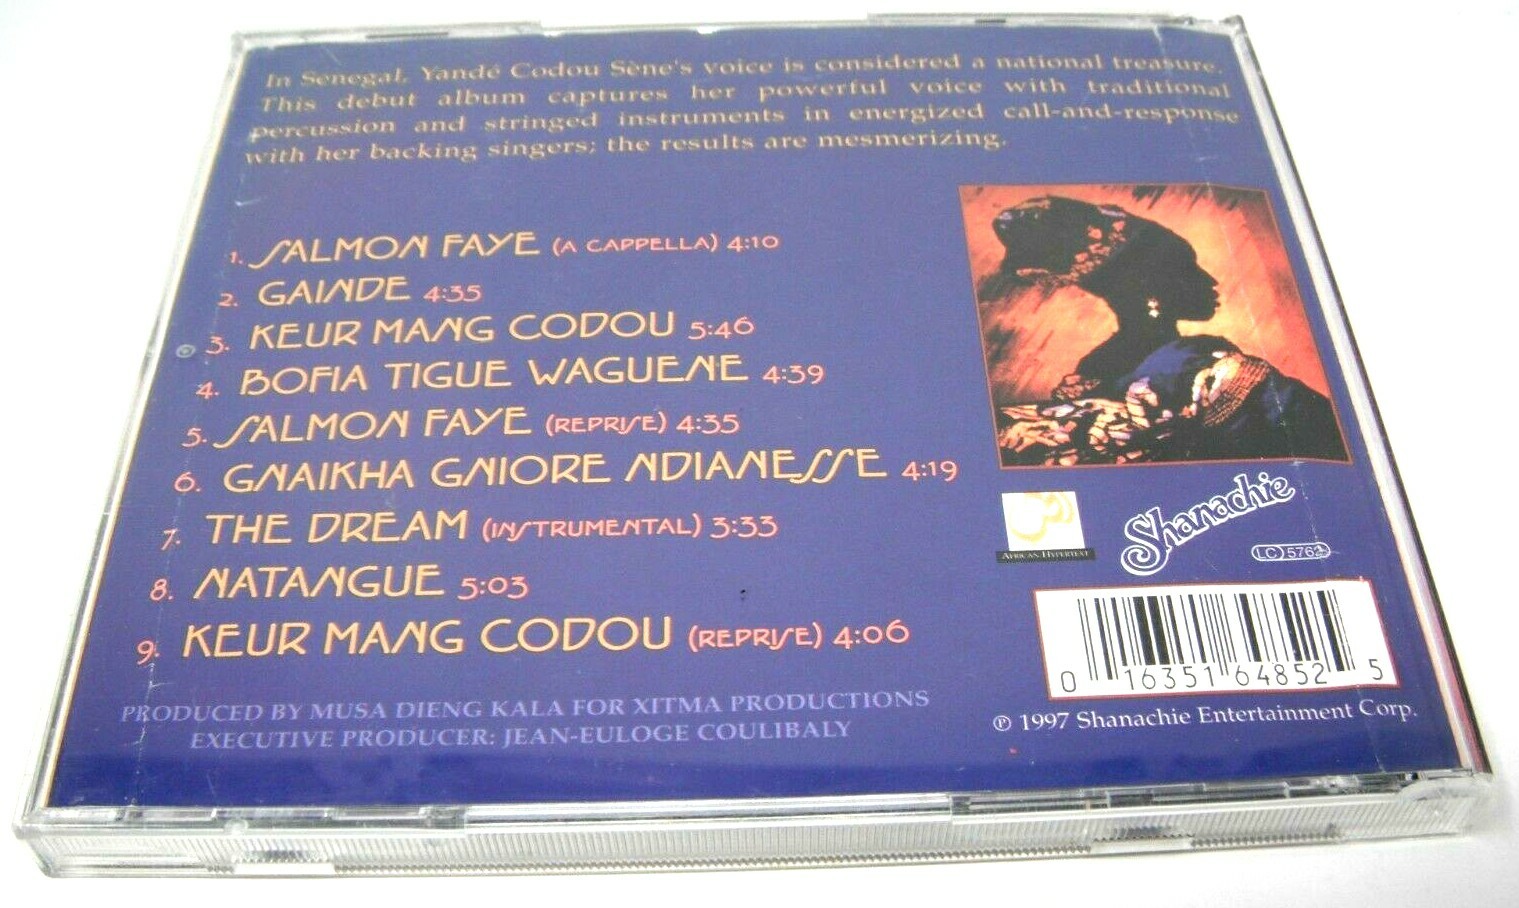 In Senegal, Yandé Codou Sène's voice is considered a national treasure.
This debut album captures her powerful voice with traditional
percussion and stringed instruments in energized call-and-response
with her backing singers; the results are mesmerizing.
1. SALMON FAYE (A CAPPELLA) 4:10
2. GAINDE 4:35
3. KEUR MANG CODOU 5:46
4. BOFIA TIGUE WAGUENE 4:39
5. SALMON FAYE (REPRISE) 4:35
6. GNAIKHA GNIORE NDIANESSE 4:19
7. THE DREAM (INSTRUMENTAL) 3:33
8. NATANGUE 5:03
9. KEUR MANG CODOU (REPRISE) 4:06
PRODUCED BY MUSA DIENG KALA FOR XITMA PRODUCTIONS
EXECUTIVE PRODUCER: JEAN-EULOGE COULIBALY
AFRICAN HYPERTEXT
Shanachie
LC 5762
0 16351 64852 5
℗ 1997 Shanachie Entertainment Corp.